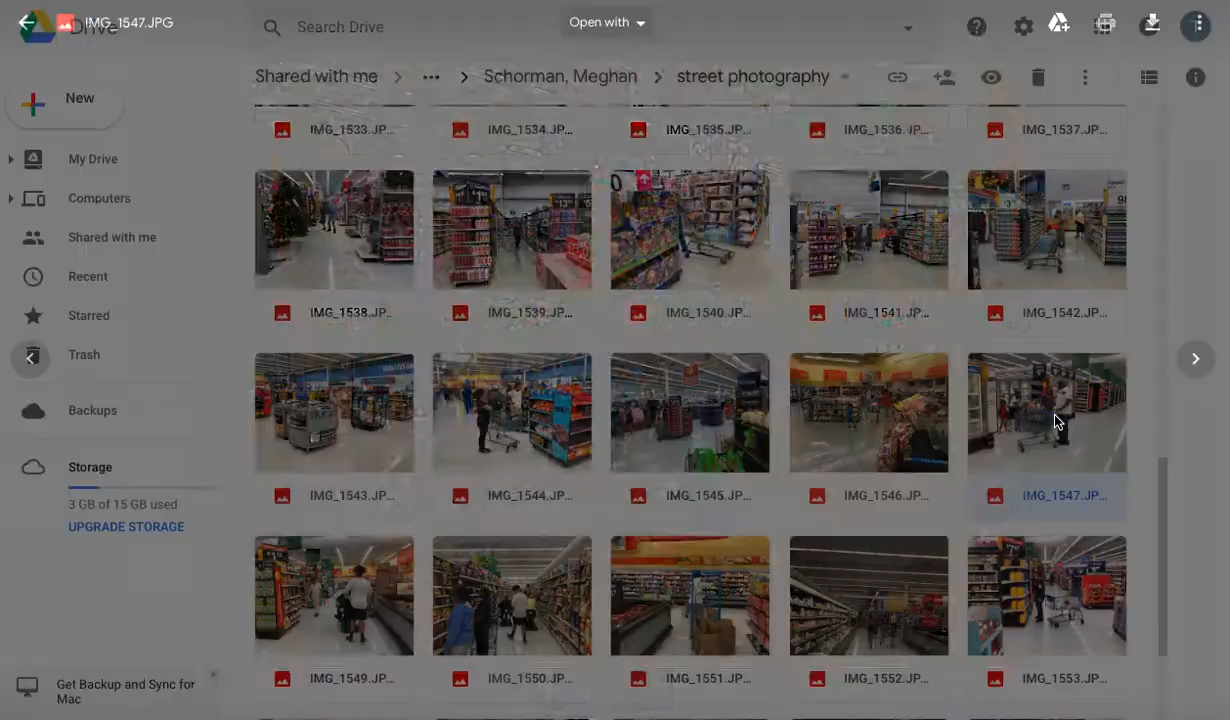 IMG_1547.JPG
Drive
Search Drive
Open with
Shared with me > ... > Schorman, Meghan > street photography
New
My Drive
Computers
Shared with me
Recent
Starred
Trash
Backups
Storage
3 GB of 15 GB used
UPGRADE STORAGE
Get Backup and Sync for
Mac
IMG_1533.JP... IMG_1534.JP... IMG_1535.JP... IMG_1536.JP... IMG_1537.JP...
IMG_1538.JP... IMG_1539.JP... IMG_1540.JP... IMG_1541.JP... IMG_1542.JP...
IMG_1543.JP... IMG_1544.JP... IMG_1545.JP... IMG_1546.JP... IMG_1547.JP...
IMG_1549.JP... IMG_1550.JP... IMG_1551.JP... IMG_1552.JP... IMG_1553.JP...